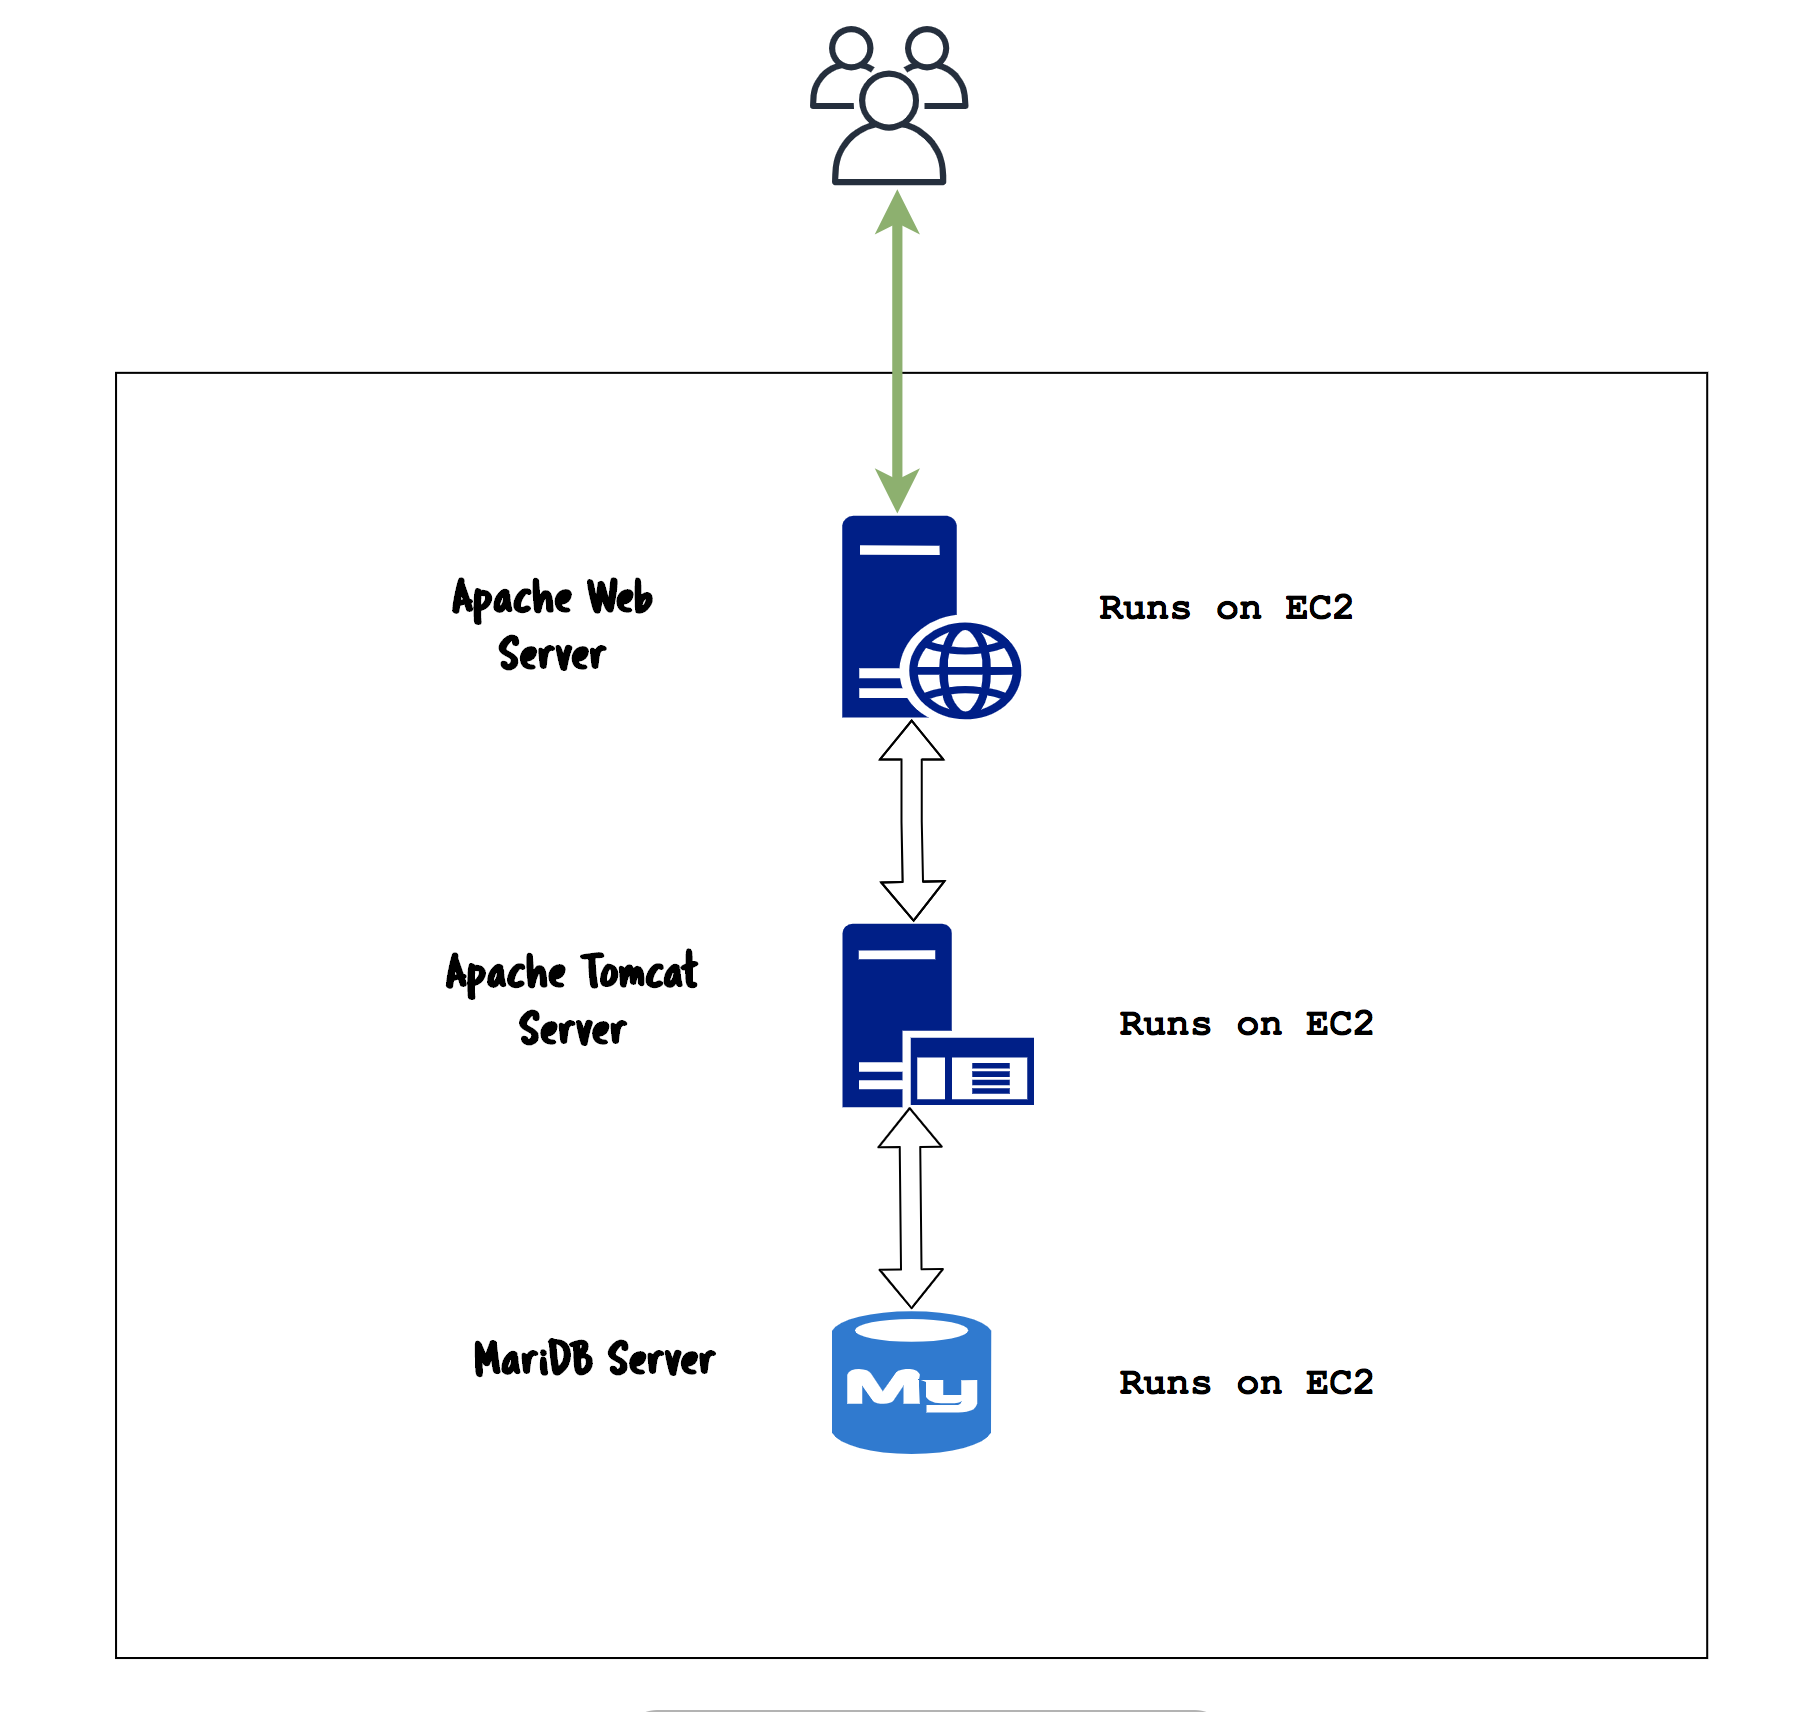 Apache Web
Server
Runs on EC2
Apache Tomcat
Server
Runs on EC2
MariDB Server
My
Runs on EC2